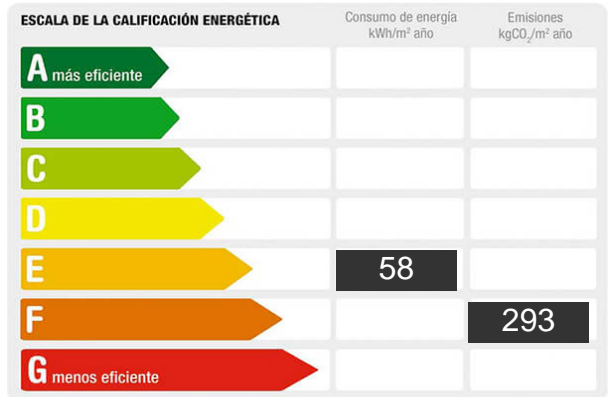 ESCALA DE LA CALIFICACIÓN ENERGÉTICA
Consumo de energía
kWh/m² año
Emisiones
kgCO₂/m² año
A más eficiente
B
C
D
E
58
F
293
G menos eficiente